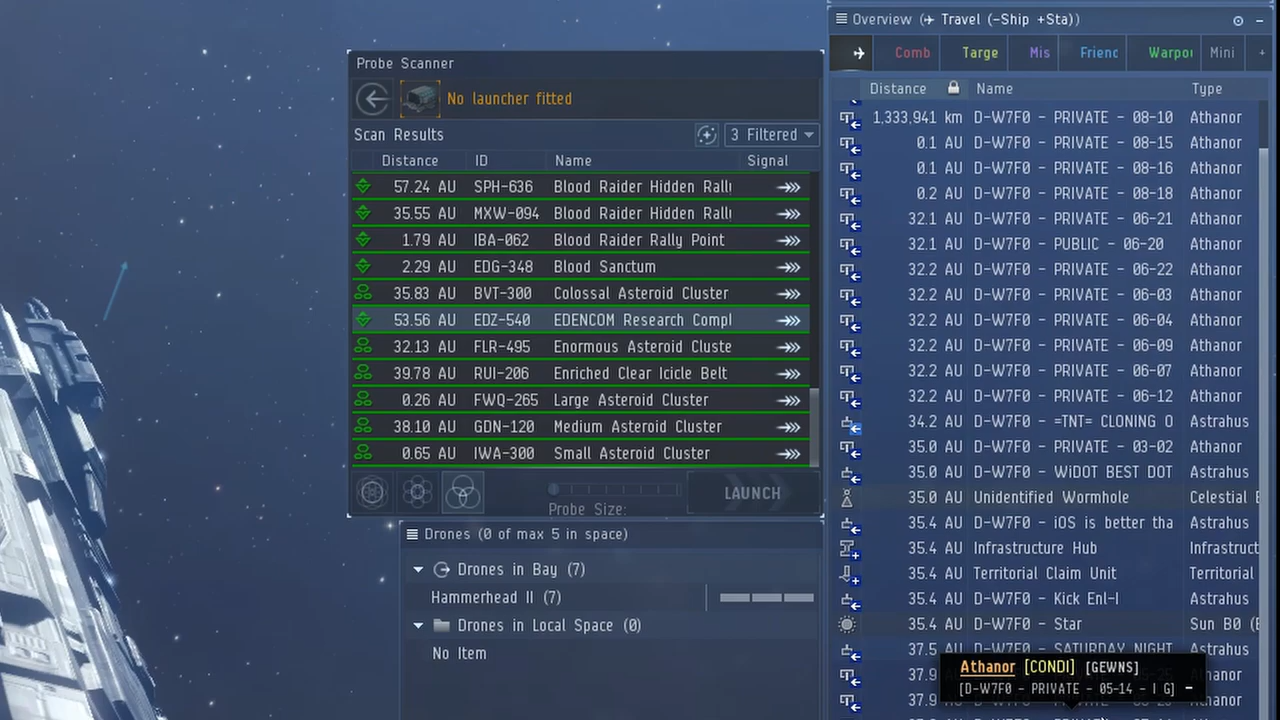 Probe Scanner
No launcher fitted
Scan Results 3 Filtered
Distance ID Name Signal
57.24 AU SPH-636 Blood Raider Hidden Rall
35.55 AU MXW-094 Blood Raider Hidden Rall
1.79 AU IBA-062 Blood Raider Rally Point
2.29 AU EDG-348 Blood Sanctum
35.83 AU BVT-300 Colossal Asteroid Cluster
53.56 AU EDZ-540 EDENCOM Research Compl
32.13 AU FLR-495 Enormous Asteroid Cluste
39.78 AU RUI-206 Enriched Clear Icicle Belt
0.26 AU FWQ-265 Large Asteroid Cluster
38.10 AU GDN-120 Medium Asteroid Cluster
0.65 AU IWA-300 Small Asteroid Cluster
Probe Size:
LAUNCH
Drones (0 of max 5 in space)
Drones in Bay (7)
Hammerhead II (7)
Drones in Local Space (0)
No Item
Overview (✈ Travel (-Ship +Sta))
Comb Targe Mis Frienc Warpoi Mini +
Distance Name Type
1,333,941 km D-W7F0 - PRIVATE - 08-10 Athanor
0.1 AU D-W7F0 - PRIVATE - 08-15 Athanor
0.1 AU D-W7F0 - PRIVATE - 08-16 Athanor
0.2 AU D-W7F0 - PRIVATE - 08-18 Athanor
32.1 AU D-W7F0 - PRIVATE - 06-21 Athanor
32.1 AU D-W7F0 - PUBLIC - 06-20 Athanor
32.2 AU D-W7F0 - PRIVATE - 06-22 Athanor
32.2 AU D-W7F0 - PRIVATE - 06-03 Athanor
32.2 AU D-W7F0 - PRIVATE - 06-04 Athanor
32.2 AU D-W7F0 - PRIVATE - 06-09 Athanor
32.2 AU D-W7F0 - PRIVATE - 06-07 Athanor
32.2 AU D-W7F0 - PRIVATE - 06-12 Athanor
34.2 AU D-W7F0 - =TNT= CLONING O Astrahus
35.0 AU D-W7F0 - PRIVATE - 03-02 Athanor
35.0 AU D-W7F0 - WiDOT BEST DOT Astrahus
35.0 AU Unidentified Wormhole Celestial
35.4 AU D-W7F0 - iOS is better tha Astrahus
35.4 AU Infrastructure Hub Infrastruct
35.4 AU Territorial Claim Unit Territorial
35.4 AU D-W7F0 - Kick Enl-I Astrahus
35.4 AU D-W7F0 - Star Sun B0 (
37.5 AU D-W7F0 - SATURDAY NIGHT Astrahus
37.9 Athanor
37.9 Athanor
Athanor [CONDI] [GEWNS]
[D-W7F0 - PRIVATE - 05-14 - I G] -